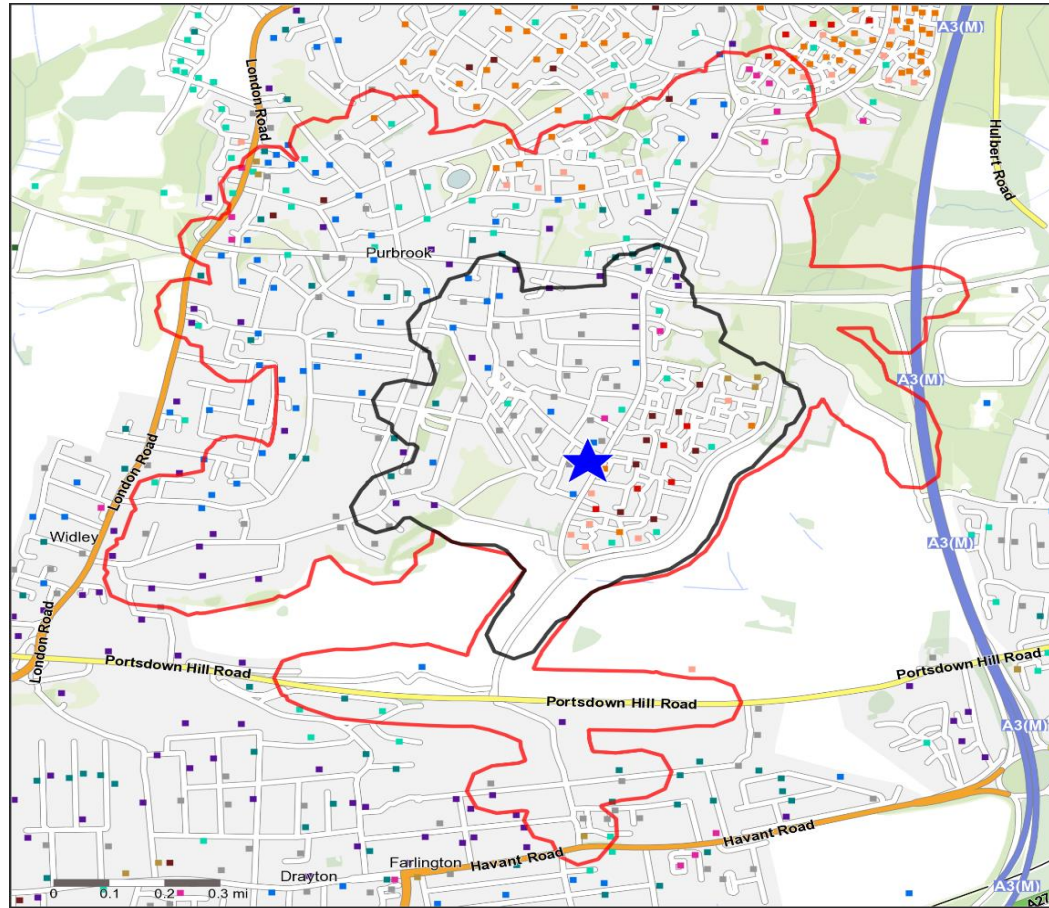 A3(M)
London Road
Hulbert Road
Purbrook
A3(M)
London Road
Widley
A3(M)
London Road
Portsdown Hill Road
Portsdown Hill Road
Portsdown Hill Road
A3(M)
Havant Road
Havant Road
Farlington
Drayton
0 0.1 0.2 0.3 mi
A3(M)
A27